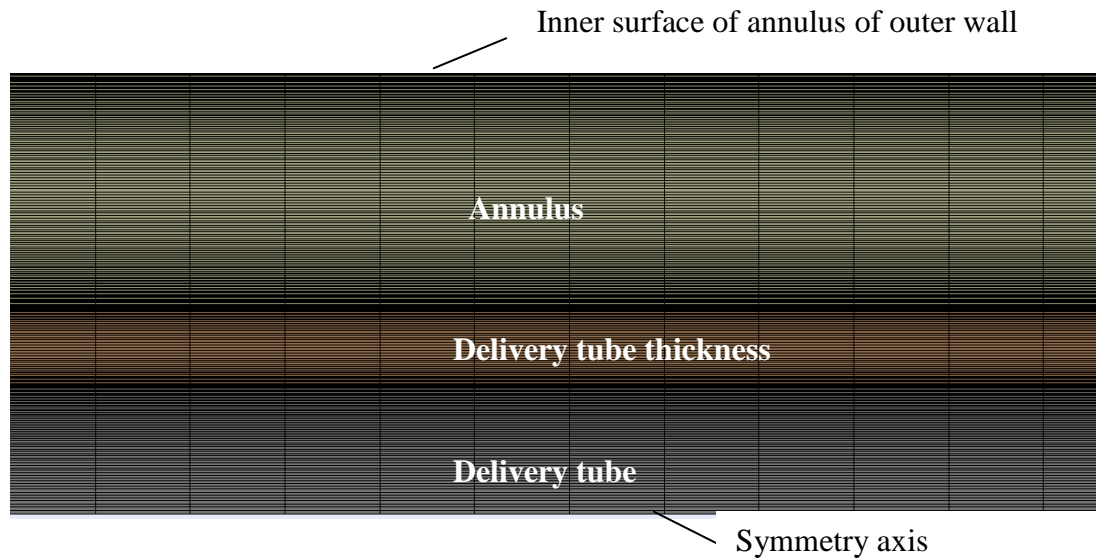 Inner surface of annulus of outer wall
Annulus
Delivery tube thickness
Delivery tube
Symmetry axis